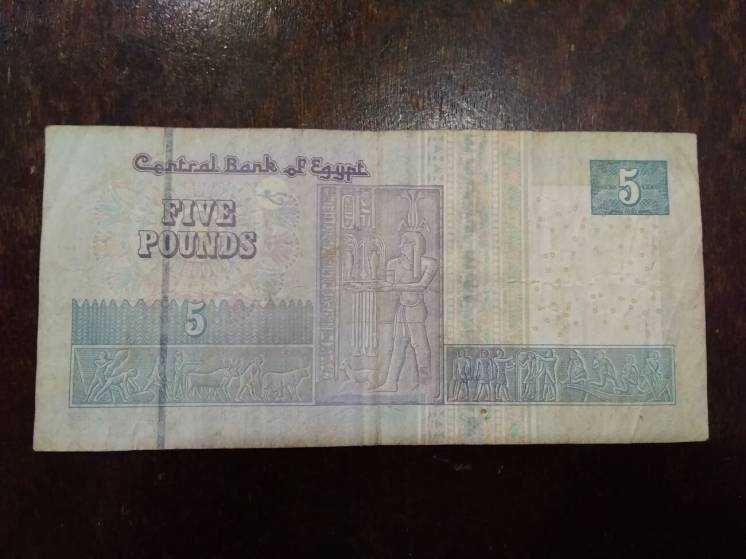 Central Bank of Egypt
5
FIVE
POUNDS
5